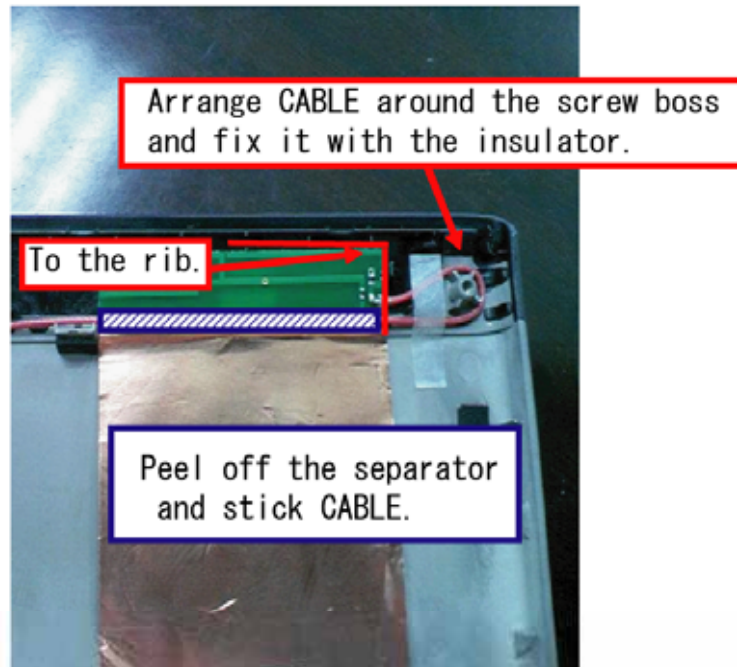 Arrange CABLE around the screw boss
and fix it with the insulator.
To the rib.
Peel off the separator
and stick CABLE.